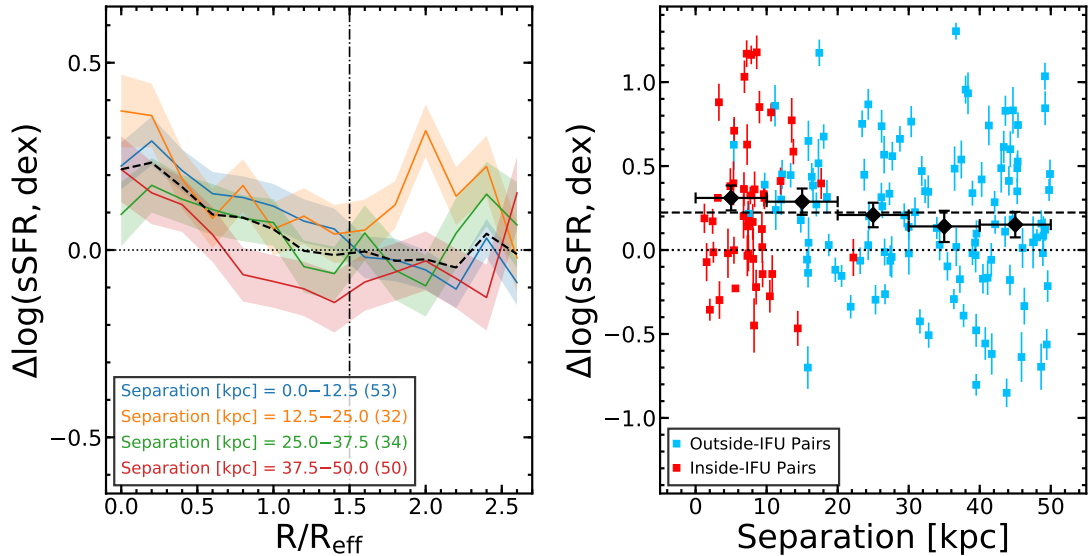 Δlog(sSFR, dex)
0.5
0.0
−0.5
Separation [kpc] = 0.0−12.5 (53)
Separation [kpc] = 12.5−25.0 (32)
Separation [kpc] = 25.0−37.5 (34)
Separation [kpc] = 37.5−50.0 (50)
0.0 0.5 1.0 1.5 2.0 2.5
R/Reff
Δlog(sSFR, dex)
1.0
0.5
0.0
−0.5
−1.0
Outside-IFU Pairs
Inside-IFU Pairs
0 10 20 30 40 50
Separation [kpc]